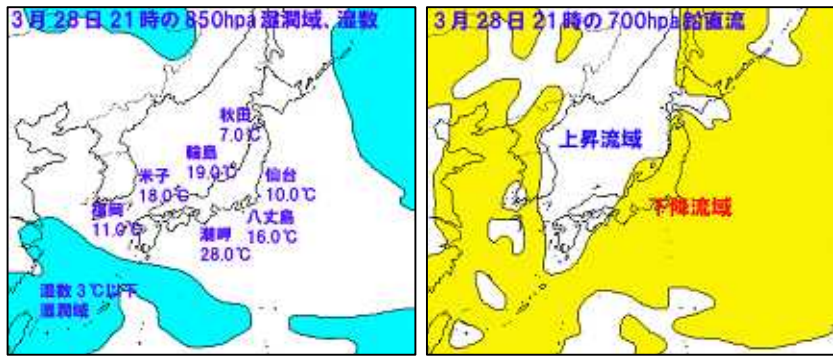 3月28日21時の850hpa湿潤域、湿数
秋田
7.0℃
輪島
19.0℃
米子
18.0℃
仙台
10.0℃
福岡
11.0℃
八丈島
16.0℃
潮岬
28.0℃
湿数3℃以下
湿潤域
3月28日21時の700hpa鉛直流
上昇流域
下降流域